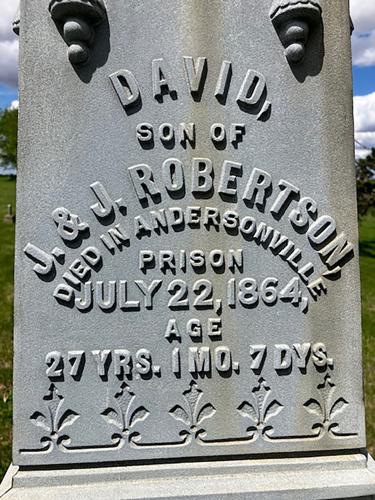 DAVID,
SON OF
J. & J. ROBERTSON,
DIED IN ANDERSONVILLE
PRISON
JULY 22, 1864,
AGE
27 YRS. 1 MO. 7 DYS.